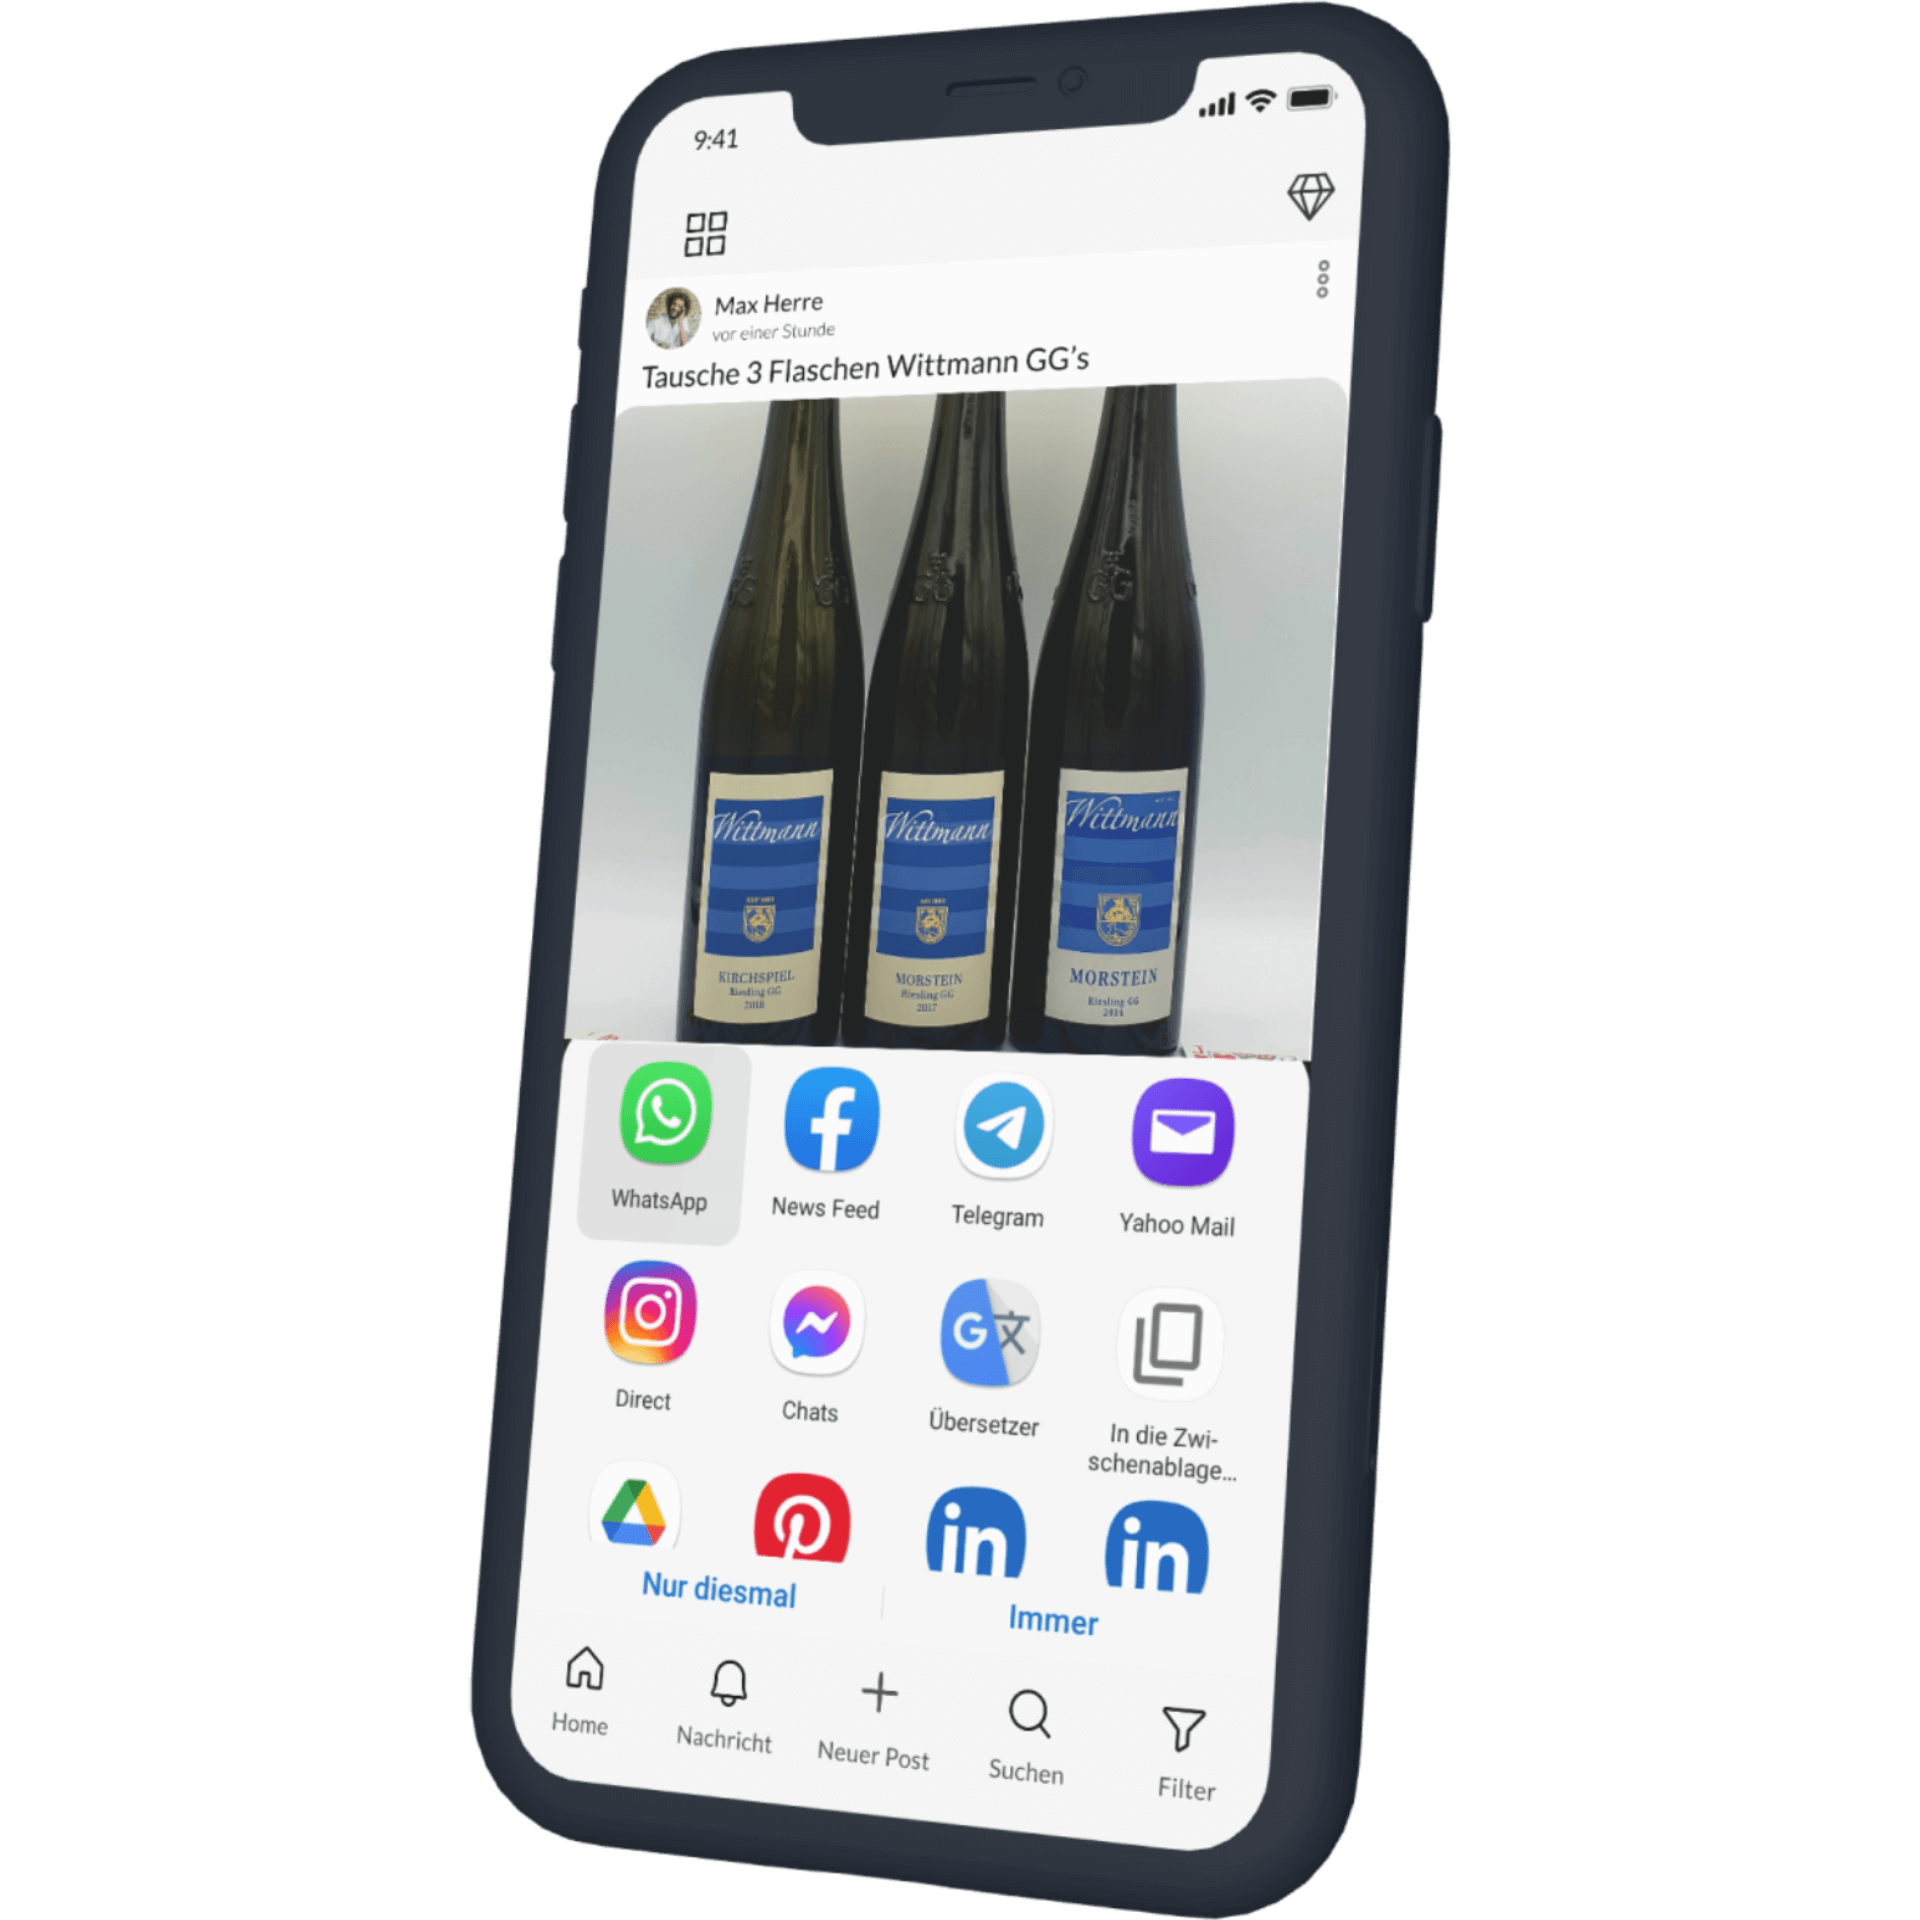 9:41
Max Herre
vor einer Stunde
Tausche 3 Flaschen Wittmann GG's
Wittmann Wittmann Wittmann
KIRCHSPIEL
Riesling GG
2018
MORSTEIN
Riesling GG
2017
MORSTEIN
Riesling GG
WhatsApp News Feed Telegram Yahoo Mail
Direct Chats Übersetzer In die Zwi-
schenablage...
in in
Nur diesmal Immer
Home Nachricht Neuer Post Suchen Filter